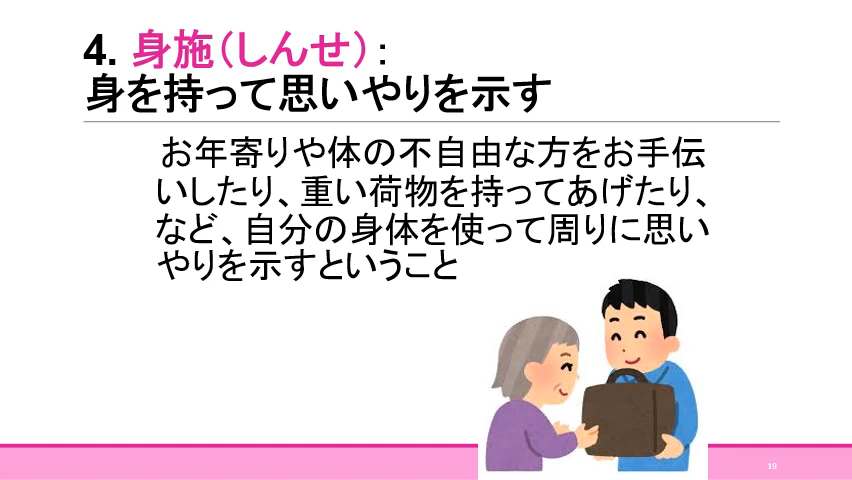 4. 身施（しんせ）：
身を持って思いやりを示す
お年寄りや体の不自由な方をお手伝
いしたり、重い荷物を持ってあげたり、
など、自分の身体を使って周りに思い
やりを示すということ
19